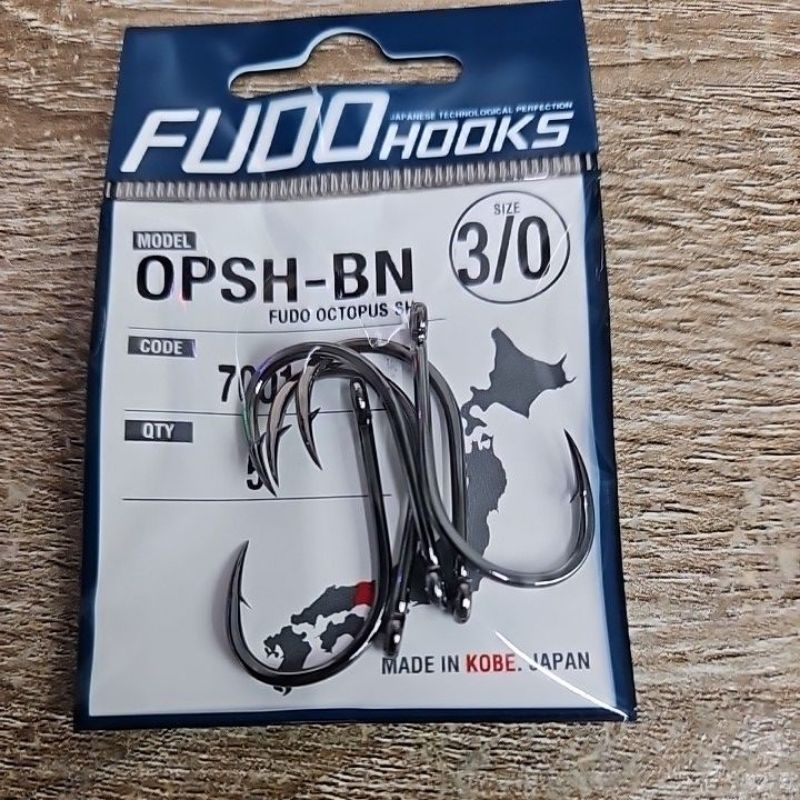 JAPANESE TECHNOLOGICAL PERFECTION
FUDO HOOKS
SIZE
3/0
MODEL
OPSH-BN
FUDO OCTOPUS
CODE
QTY
5
MADE IN KOBE. JAPAN